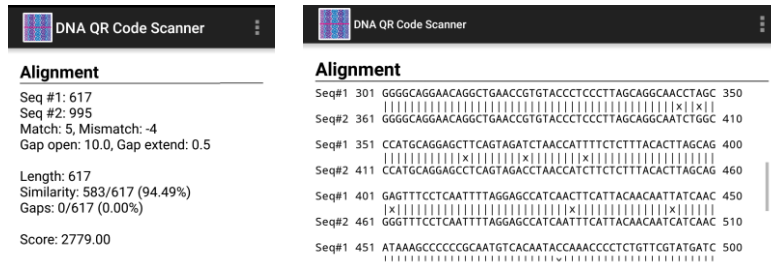 DNA QR Code Scanner
Alignment
Seq #1: 617
Seq #2: 995
Match: 5, Mismatch: -4
Gap open: 10.0, Gap extend: 0.5
Length: 617
Similarity: 583/617 (94.49%)
Gaps: 0/617 (0.00%)
Score: 2779.00
DNA QR Code Scanner
Alignment
Seq#1 301 GGGGCAGGAACAGGCTGAACCGTGTACCCTCCCTTAGCAGGCAACCTAGC 350
||||||||||||||||||||||||||||||||||||||||||||x||x||
Seq#2 361 GGGGCAGGAACAGGCTGAACCGTGTACCCTCCCTTAGCAGGCAATCTGGC 410
Seq#1 351 CCATGCAGGAGCTTCAGTAGATCTAACCATTTTCTCTTTACACTTAGCAG 400
||||||||||||x||||||||x||||||||x|||||||||||||||||||
Seq#2 411 CCATGCAGGAGCCTCAGTAGACCTAACCATCTTCTCTTTACACTTAGCAG 460
Seq#1 401 GAGTTTCCTCAATTTTAGGAGCCATCAACTTCATTACAACAATTATCAAC 450
|x||||||||||||||||||||||||||x||||||||||||||x||||||
Seq#2 461 GGGTTTCCTCAATTTTAGGAGCCATCAATTTCATTACAACAATCATCAAC 510
Seq#1 451 ATAAAGCCCCCCGCAATGTCACAATACCAAACCCCTCTGTTCGTATGATC 500